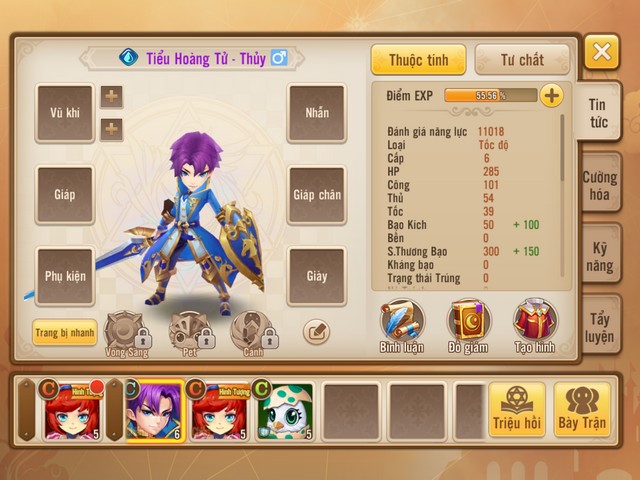 Tiểu Hoàng Tử - Thủy
Thuộc tính
Tư chất
Vũ khí
Nhẫn
Giáp
Giáp chân
Phụ kiện
Giày
Trang bị nhanh
Vòng Sáng
Pet
Cánh
Điểm EXP
55.56 %
Đánh giá năng lực 11018
Loại Tốc độ
Cấp 6
HP 285
Công 101
Thủ 54
Tốc 39
Bạo Kích 50 + 100
Bền 0
S.Thương Bạo 300 + 150
Kháng bạo 0
Trạng thái Trúng 0
Bình luận
Đồ giám
Tạo hình
Tin tức
Cường hóa
Kỹ năng
Tẩy luyện
C Hình Tượng 5
C 6
C Hình Tượng 5
C 5
Triệu hồi
Bày Trận